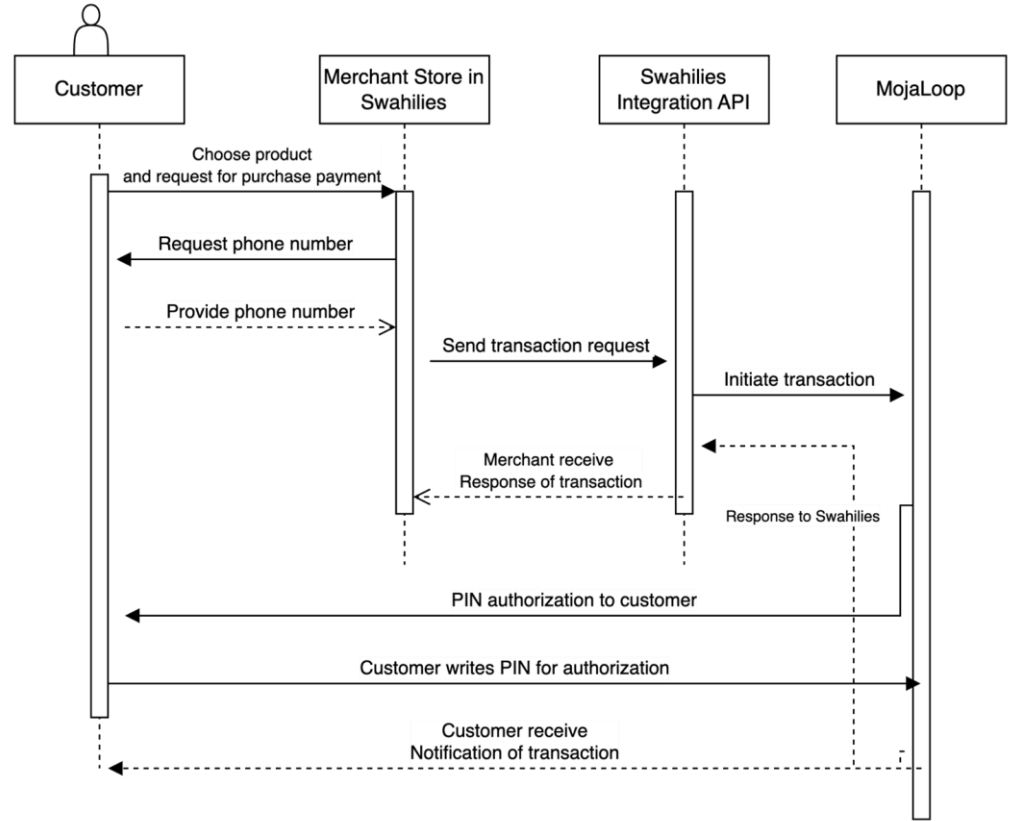 Customer
Merchant Store in
Swahilies
Swahilies
Integration API
MojaLoop
Choose product
and request for purchase payment
Request phone number
Provide phone number
Send transaction request
Initiate transaction
Merchant receive
Response of transaction
Response to Swahilies
PIN authorization to customer
Customer writes PIN for authorization
Customer receive
Notification of transaction